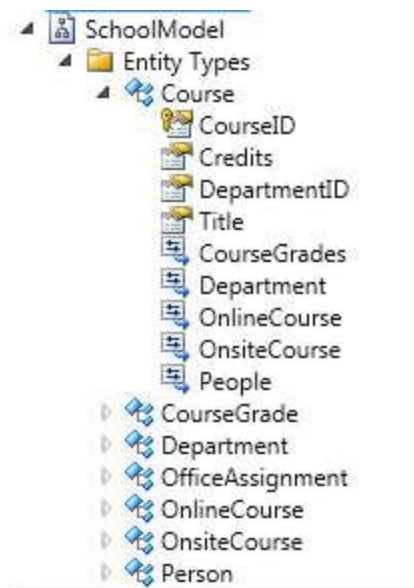 SchoolModel
Entity Types
Course
CourseID
Credits
DepartmentID
Title
CourseGrades
Department
OnlineCourse
OnsiteCourse
People
CourseGrade
Department
OfficeAssignment
OnlineCourse
OnsiteCourse
Person